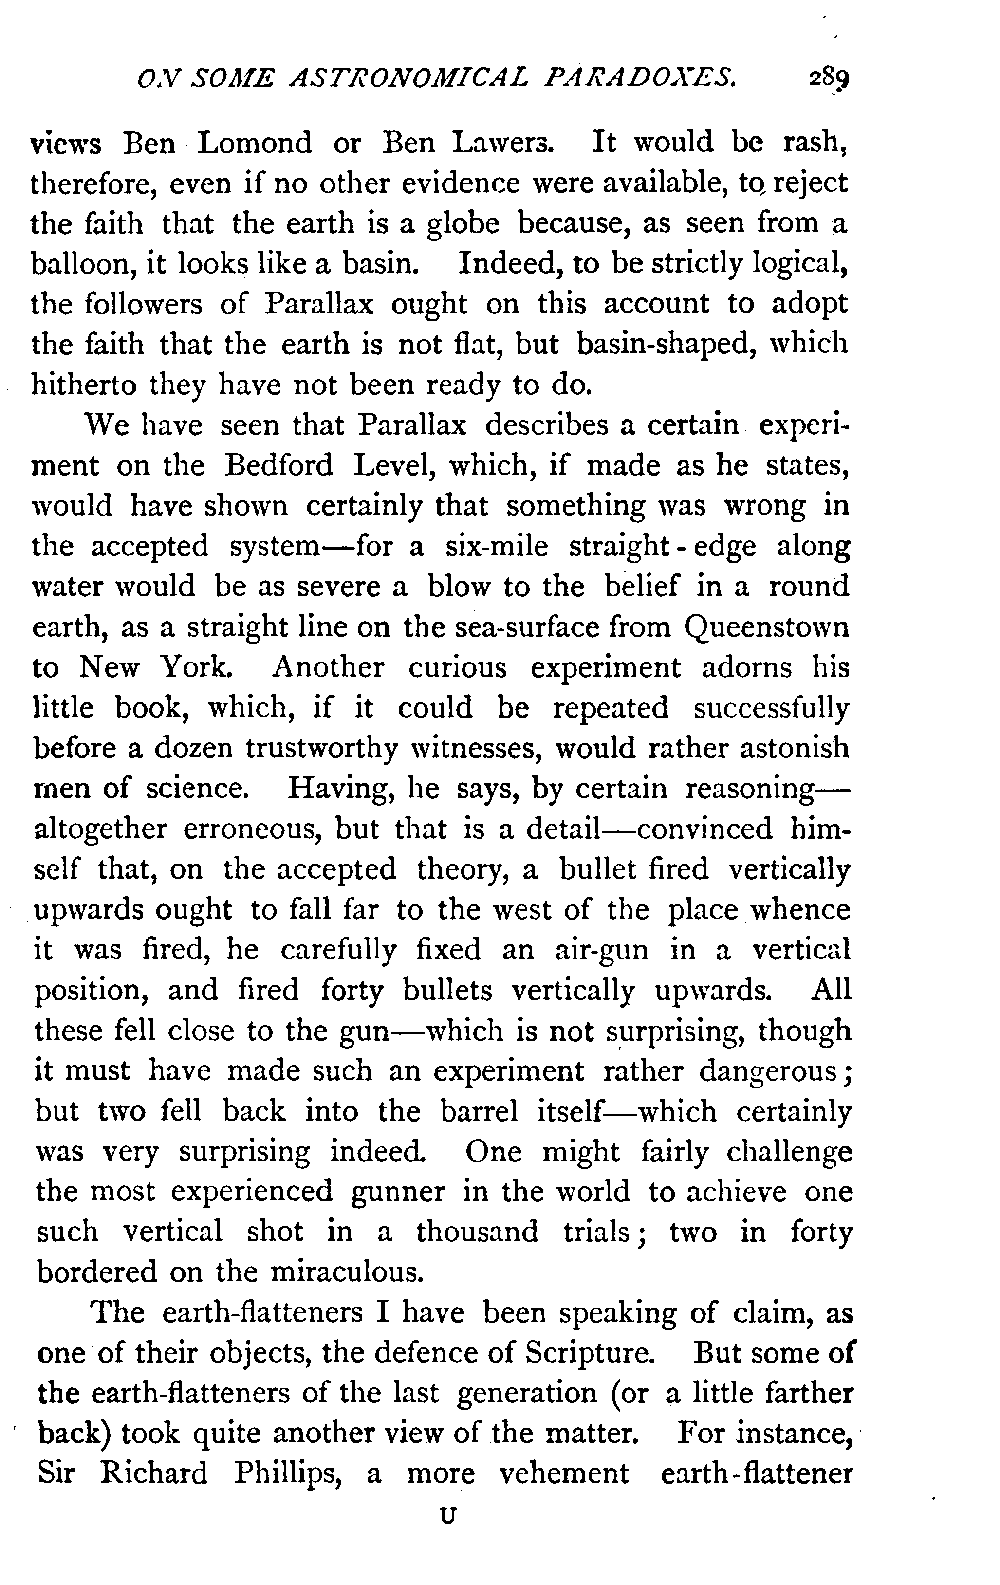 ON SOME ASTRONOMICAL PARADOXES. 289
views Ben Lomond or Ben Lawers. It would be rash,
therefore, even if no other evidence were available, to reject
the faith that the earth is a globe because, as seen from a
balloon, it looks like a basin. Indeed, to be strictly logical,
the followers of Parallax ought on this account to adopt
the faith that the earth is not flat, but basin-shaped, which
hitherto they have not been ready to do.
We have seen that Parallax describes a certain experi-
ment on the Bedford Level, which, if made as he states,
would have shown certainly that something was wrong in
the accepted system—for a six-mile straight-edge along
water would be as severe a blow to the belief in a round
earth, as a straight line on the sea-surface from Queenstown
to New York. Another curious experiment adorns his
little book, which, if it could be repeated successfully
before a dozen trustworthy witnesses, would rather astonish
men of science. Having, he says, by certain reasoning—
altogether erroneous, but that is a detail—convinced him-
self that, on the accepted theory, a bullet fired vertically
upwards ought to fall far to the west of the place whence
it was fired, he carefully fixed an air-gun in a vertical
position, and fired forty bullets vertically upwards. All
these fell close to the gun—which is not surprising, though
it must have made such an experiment rather dangerous;
but two fell back into the barrel itself—which certainly
was very surprising indeed. One might fairly challenge
the most experienced gunner in the world to achieve one
such vertical shot in a thousand trials; two in forty
bordered on the miraculous.
The earth-flatteners I have been speaking of claim, as
one of their objects, the defence of Scripture. But some of
the earth-flatteners of the last generation (or a little farther
back) took quite another view of the matter. For instance,
Sir Richard Phillips, a more vehement earth-flattener
U